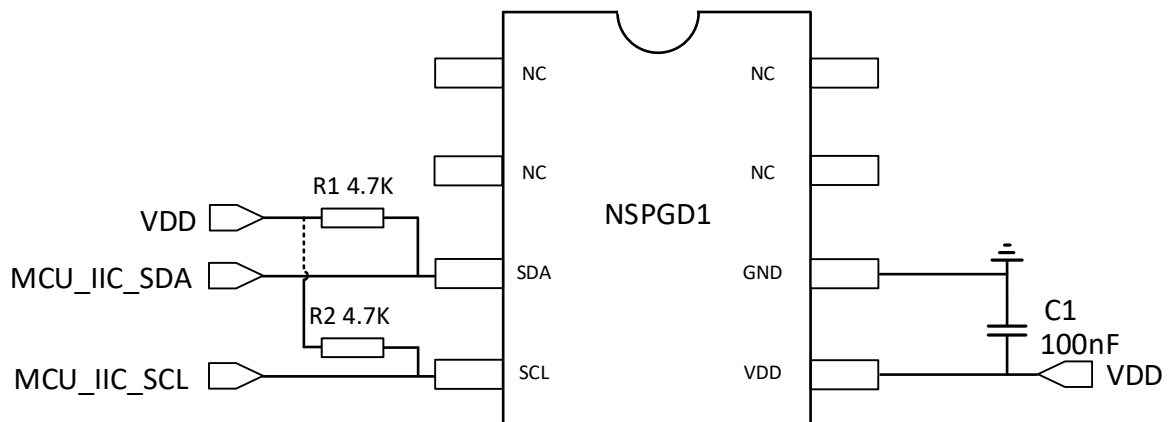 NC
NC
NC
NC
R1 4.7K
VDD
NSPGD1
MCU_IIC_SDA
SDA
GND
R2 4.7K
C1
100nF
MCU_IIC_SCL
SCL
VDD
VDD